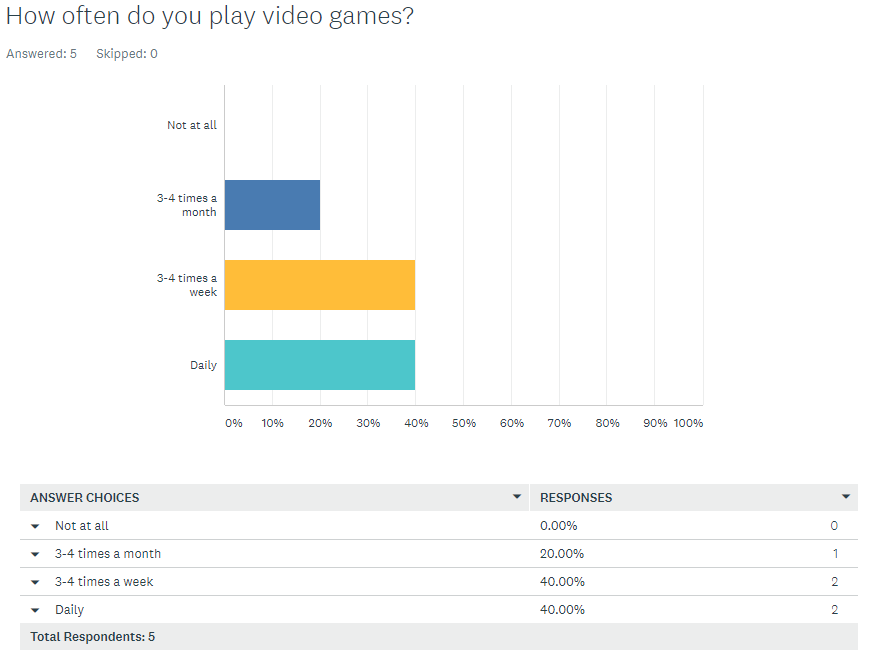 How often do you play video games?
Answered: 5 Skipped: 0
Not at all
3-4 times a
month
3-4 times a
week
Daily
0% 10% 20% 30% 40% 50% 60% 70% 80% 90% 100%
ANSWER CHOICES RESPONSES
Not at all 0.00% 0
3-4 times a month 20.00% 1
3-4 times a week 40.00% 2
Daily 40.00% 2
Total Respondents: 5